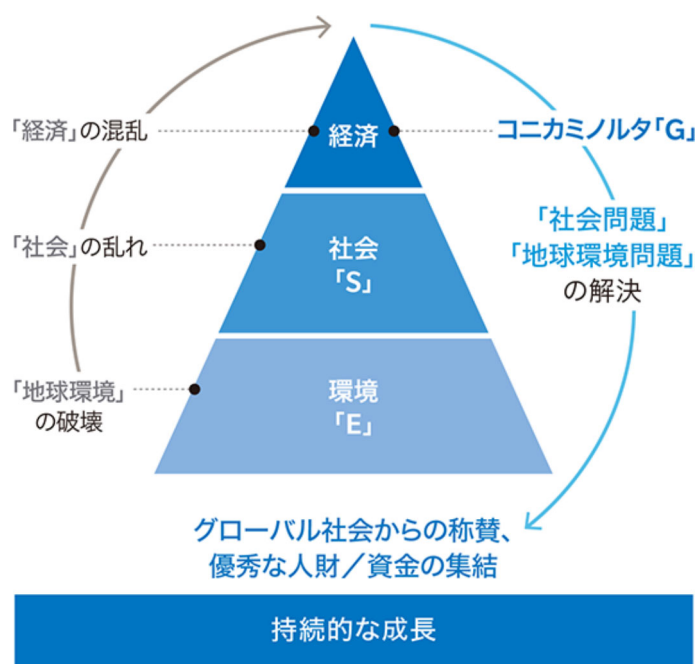 「経済」の混乱
経済
コニカミノルタ「G」
「社会」の乱れ
社会
「S」
「社会問題」
「地球環境問題」
の解決
「地球環境」
の破壊
環境
「E」
グローバル社会からの称賛、
優秀な人財／資金の集結
持続的な成長